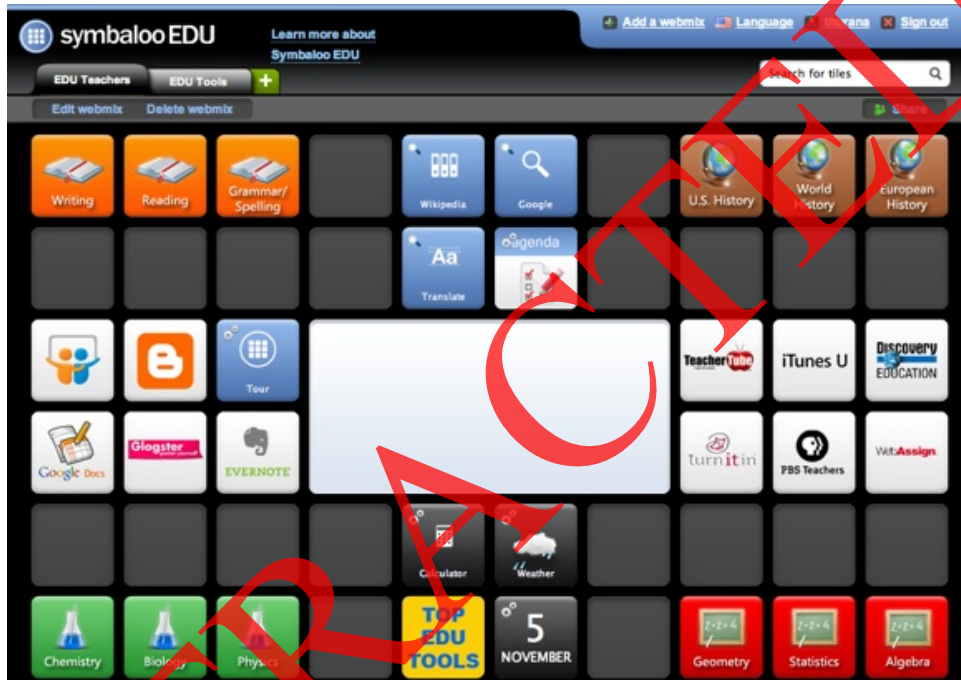 symbaloo EDU
Learn more about
Symbaloo EDU
Add a webmix Language thorana Sign out
EDU Teachers EDU Tools +
Search for tiles
Edit webmix Delete webmix
Share
Writing Reading Grammar/ Spelling Wikipedia Google U.S. History World History European History
Aa
Translate agenda
B Tour TeacherTube iTunes U Discovery EDUCATION
Google Docs Glogster EVERNOTE turnitin PBS Teachers WebAssign
Calculator Weather
Chemistry Biology Physics TOP EDU TOOLS 5 NOVEMBER Geometry Statistics Algebra
RACTE